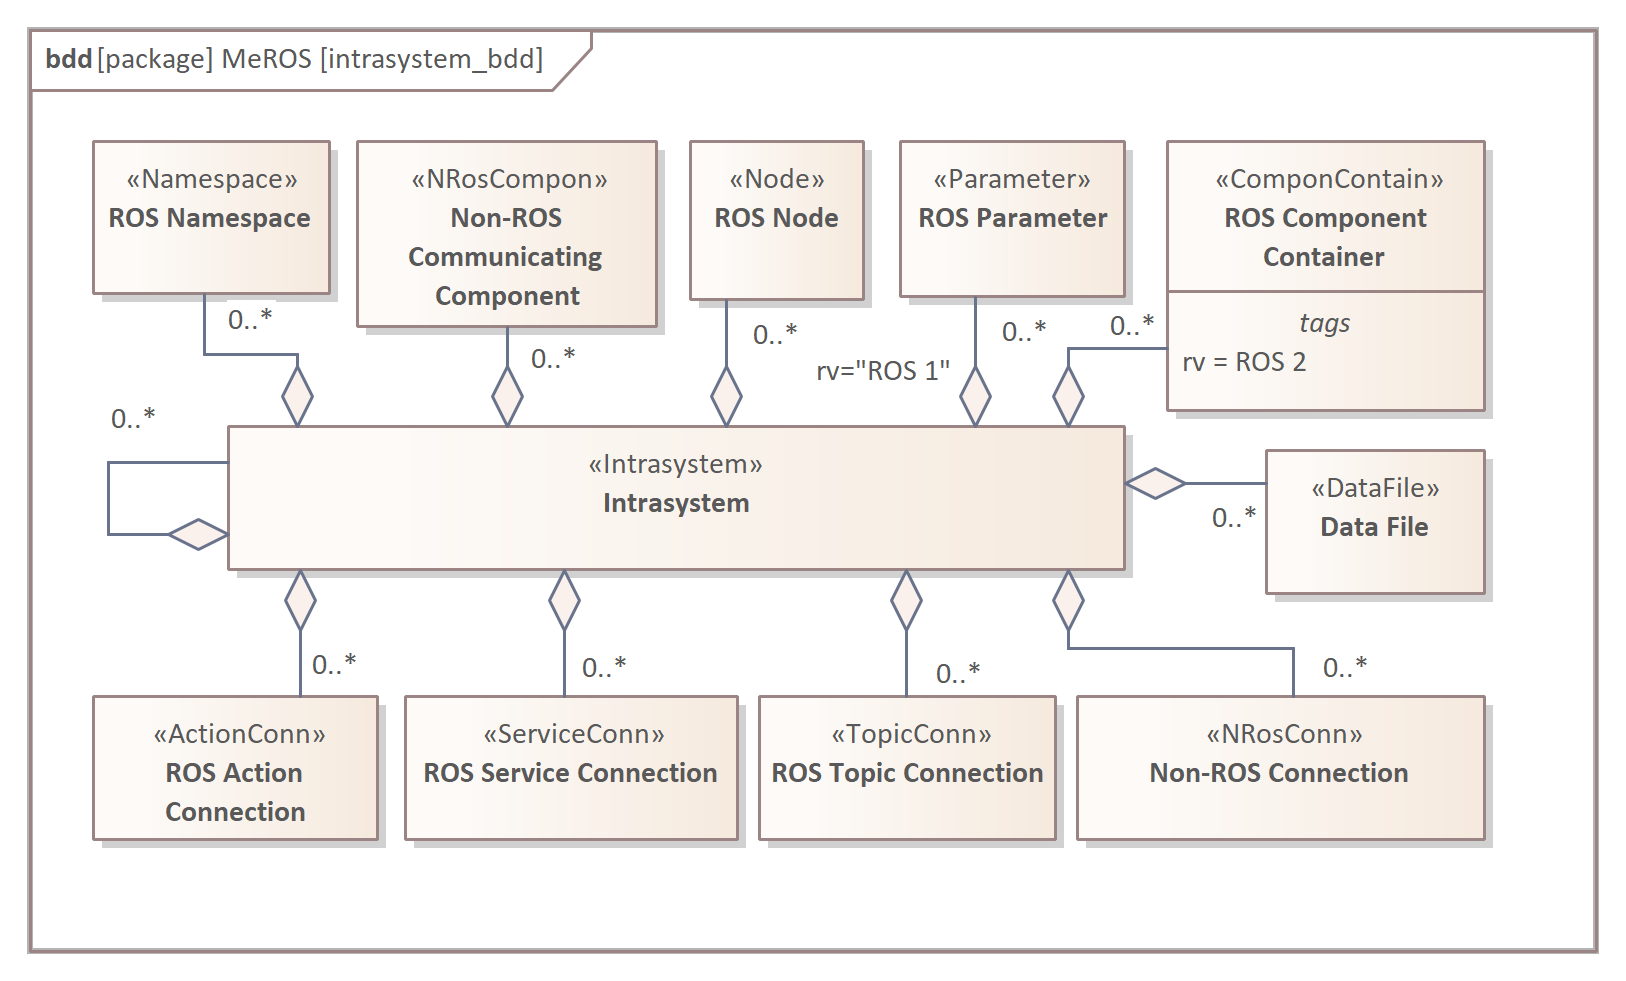 bdd [package] MeROS [intrasystem_bdd]
«Namespace»
ROS Namespace
0..*
«NRosCompon»
Non-ROS
Communicating
Component
0..*
«Node»
ROS Node
0..*
«Parameter»
ROS Parameter
0..*
rv="ROS 1"
«ComponContain»
ROS Component
Container
tags
rv = ROS 2
0..*
0..*
«Intrasystem»
Intrasystem
«DataFile»
Data File
0..*
0..*
«ActionConn»
ROS Action
Connection
0..*
«ServiceConn»
ROS Service Connection
0..*
«TopicConn»
ROS Topic Connection
0..*
«NRosConn»
Non-ROS Connection